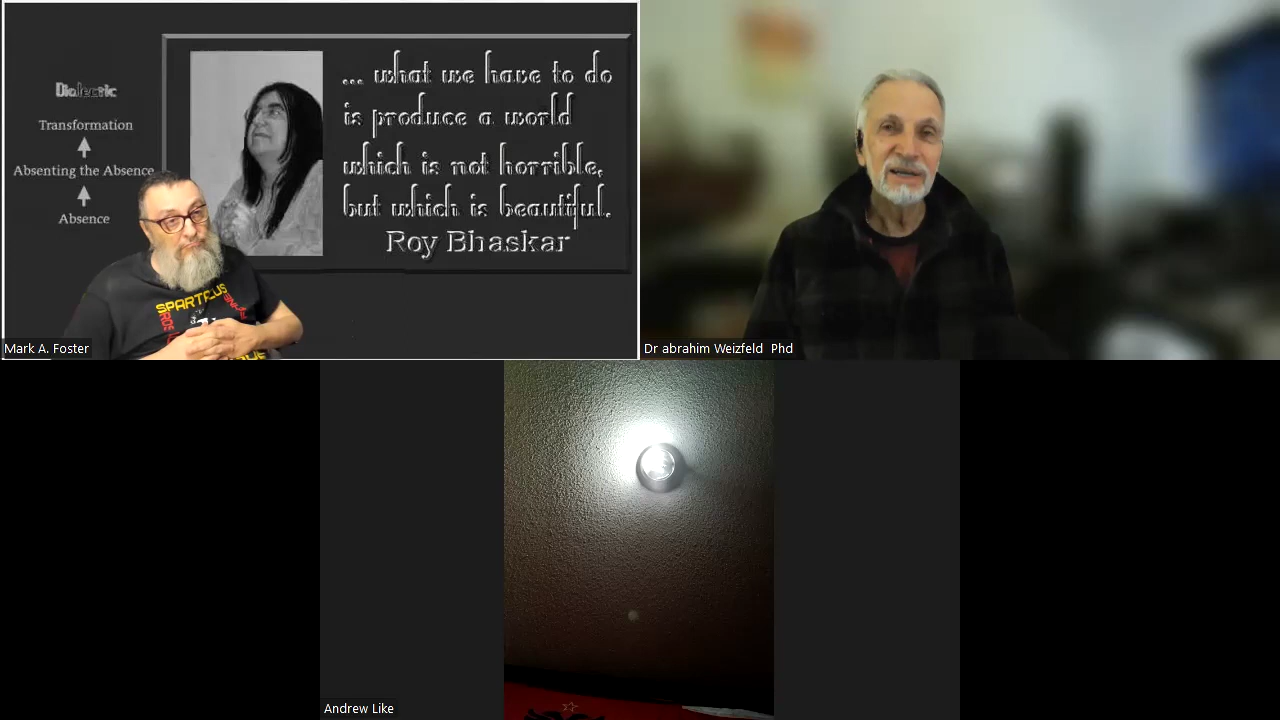 Dialectic
Transformation
Absenting the Absence
Absence
... what we have to do
is produce a world
which is not horrible,
but which is beautiful.
Roy Bhaskar
SPARTACUS
Mark A. Foster
Dr abrahim Weizfeld Phd
Andrew Like